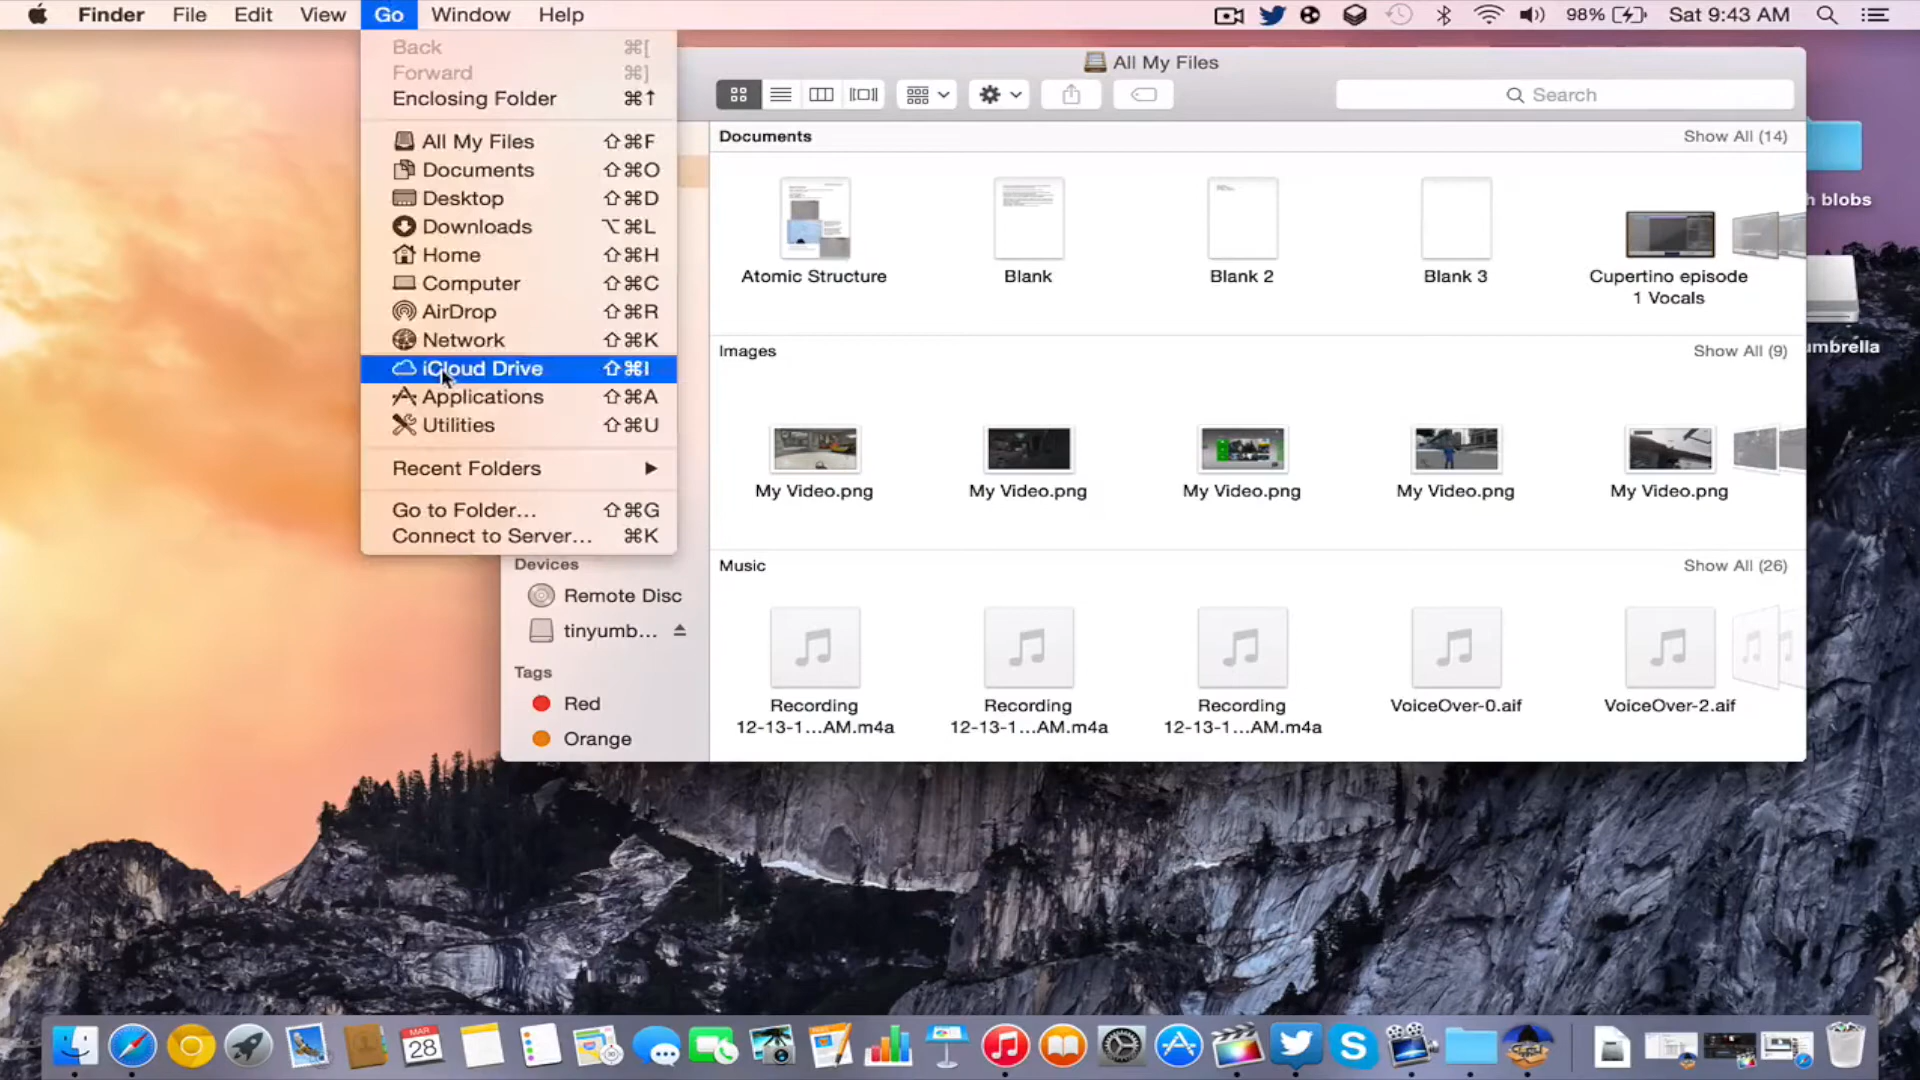 Finder File Edit View Go Window Help 98% Sat 9:43 AM
Back ⌘[
Forward ⌘]
Enclosing Folder ⌘↑
All My Files ⇧⌘F
Documents ⇧⌘O
Desktop ⇧⌘D
Downloads ⌥⌘L
Home ⇧⌘H
Computer ⇧⌘C
AirDrop ⇧⌘R
Network ⇧⌘K
iCloud Drive ⇧⌘I
Applications ⇧⌘A
Utilities ⇧⌘U
Recent Folders ▶
Go to Folder... ⇧⌘G
Connect to Server... ⌘K
All My Files
Search
Documents Show All (14)
Atomic Structure
Blank
Blank 2
Blank 3
Cupertino episode
1 Vocals
Images Show All (9)
My Video.png
My Video.png
My Video.png
My Video.png
My Video.png
Music Show All (26)
Recording
12-13-1...AM.m4a
Recording
12-13-1...AM.m4a
Recording
12-13-1...AM.m4a
VoiceOver-0.aif
VoiceOver-2.aif
Devices
Remote Disc
tinyumb...
Tags
Red
Orange
h blobs
umbrella
MAR
28